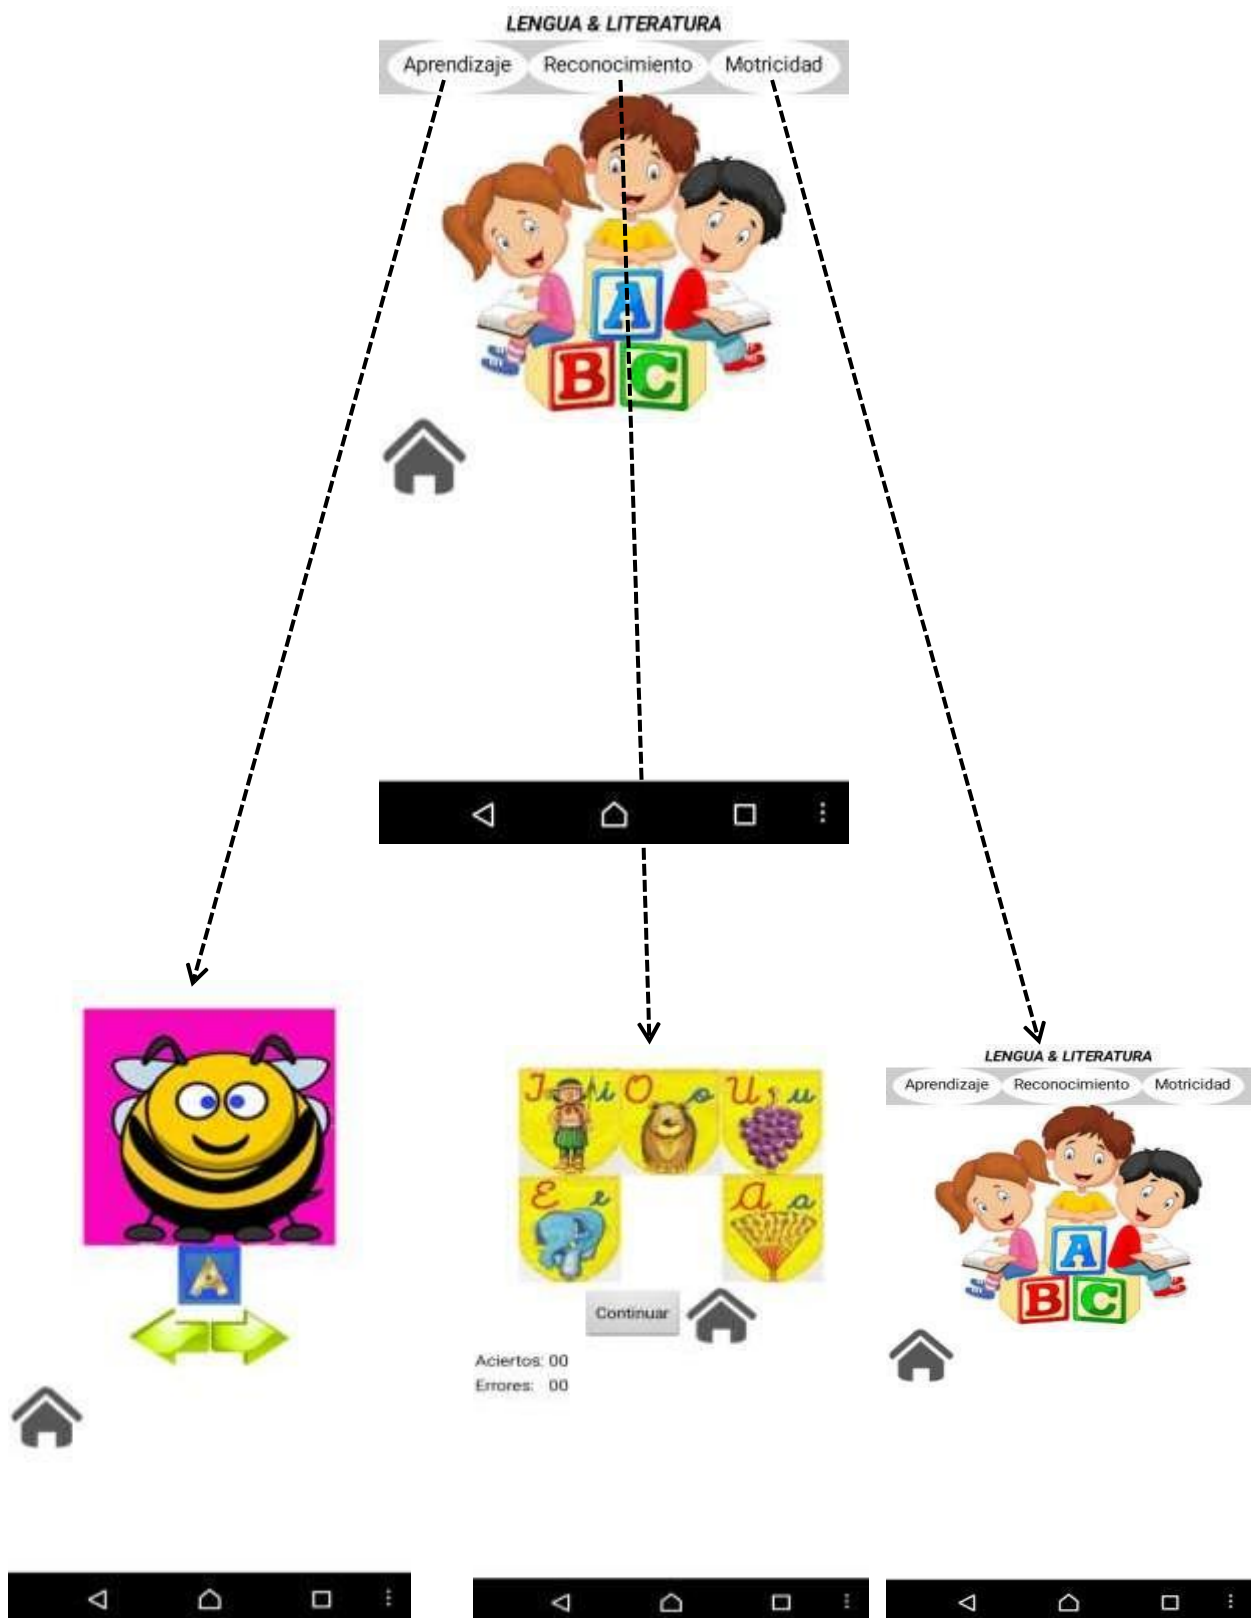 LENGUA & LITERATURA
Aprendizaje Reconocimiento Motricidad
A
B C
A
I i O o U u
E e A a
Continuar
Aciertos: 00
Errores: 00
LENGUA & LITERATURA
Aprendizaje Reconocimiento Motricidad
A
B C